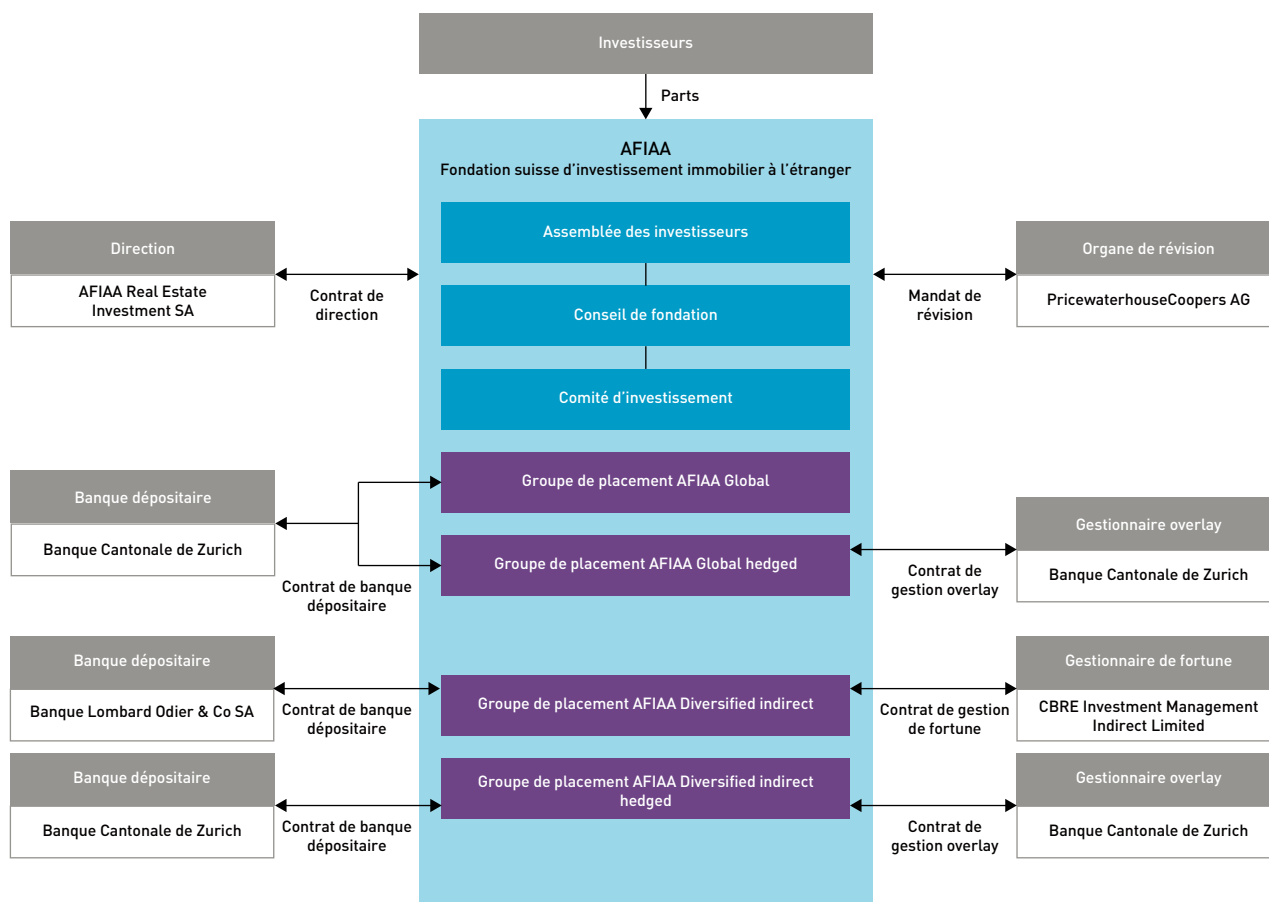 Investisseurs
Parts
AFIAA
Fondation suisse d'investissement immobilier à l'étranger
Assemblée des investisseurs
Direction
AFIAA Real Estate
Investment SA
Contrat de
direction
Organe de révision
PricewaterhouseCoopers AG
Mandat de
révision
Conseil de fondation
Comité d'investissement
Groupe de placement AFIAA Global
Banque dépositaire
Banque Cantonale de Zurich
Contrat de banque
dépositaire
Groupe de placement AFIAA Global hedged
Contrat de
gestion overlay
Gestionnaire overlay
Banque Cantonale de Zurich
Banque dépositaire
Banque Lombard Odier & Co SA
Contrat de banque
dépositaire
Groupe de placement AFIAA Diversified indirect
Contrat de gestion
de fortune
Gestionnaire de fortune
CBRE Investment Management
Indirect Limited
Banque dépositaire
Banque Cantonale de Zurich
Contrat de banque
dépositaire
Groupe de placement AFIAA Diversified indirect
hedged
Contrat de
gestion overlay
Gestionnaire overlay
Banque Cantonale de Zurich